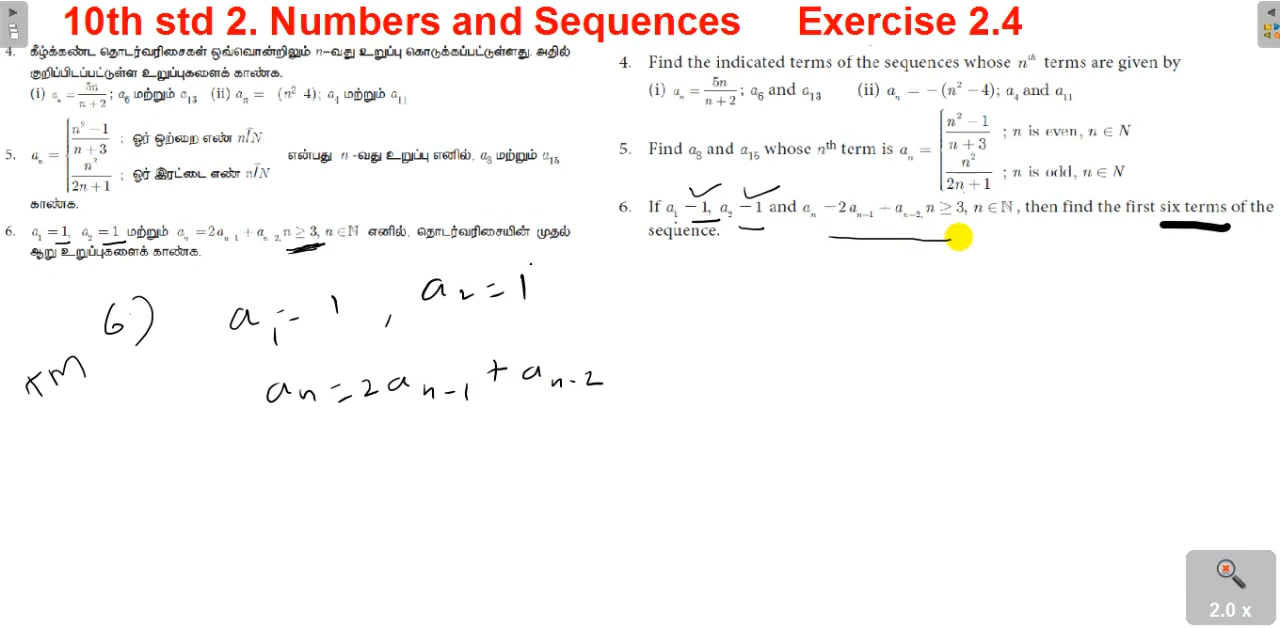 10th std 2. Numbers and Sequences Exercise 2.4
4. கீழ்க்கண்ட தொடர்வரிசைகள் ஒவ்வொன்றிலும் n-வது உறுப்பு கொடுக்கப்பட்டுள்ளது. அதில்
குறிப்பிடப்பட்டுள்ள உறுப்புகளைக் காண்க.
(i) aₙ = 5n/n + 2 ; a₆ மற்றும் a₁₃ (ii) aₙ = (n² 4); a₄ மற்றும் a₁₁
5. aₙ = { n² − 1/n + 3 ; ஓர் ஒற்றை எண் nÎN
n²/2n + 1 ; ஓர் இரட்டை எண் nÎN
என்பது n -வது உறுப்பு எனில், a₈ மற்றும் a₁₅
காண்க.
6. a₁ = 1, a₂ = 1 மற்றும் aₙ =2aₙ₋₁ + aₙ₋₂, n ≥ 3, n ∈ ℕ எனில், தொடர்வரிசையின் முதல்
ஆறு உறுப்புகளைக் காண்க.
4. Find the indicated terms of the sequences whose nᵗʰ terms are given by
(i) aₙ = 5n/n + 2 ; a₆ and a₁₃ (ii) aₙ = −(n² − 4); a₄ and a₁₁
5. Find a₈ and a₁₅ whose nᵗʰ term is aₙ = { n² − 1/n + 3 ; n is even, n ∈ N
n²/2n + 1 ; n is odd, n ∈ N
6. If a₁ − 1, a₂ − 1 and aₙ − 2aₙ₋₁ + aₙ₋₂, n ≥ 3, n ∈ ℕ, then find the first six terms of the
sequence.
6) a₁ = 1 , a₂ = 1
aₙ = 2aₙ₋₁ + aₙ₋₂
2.0 x